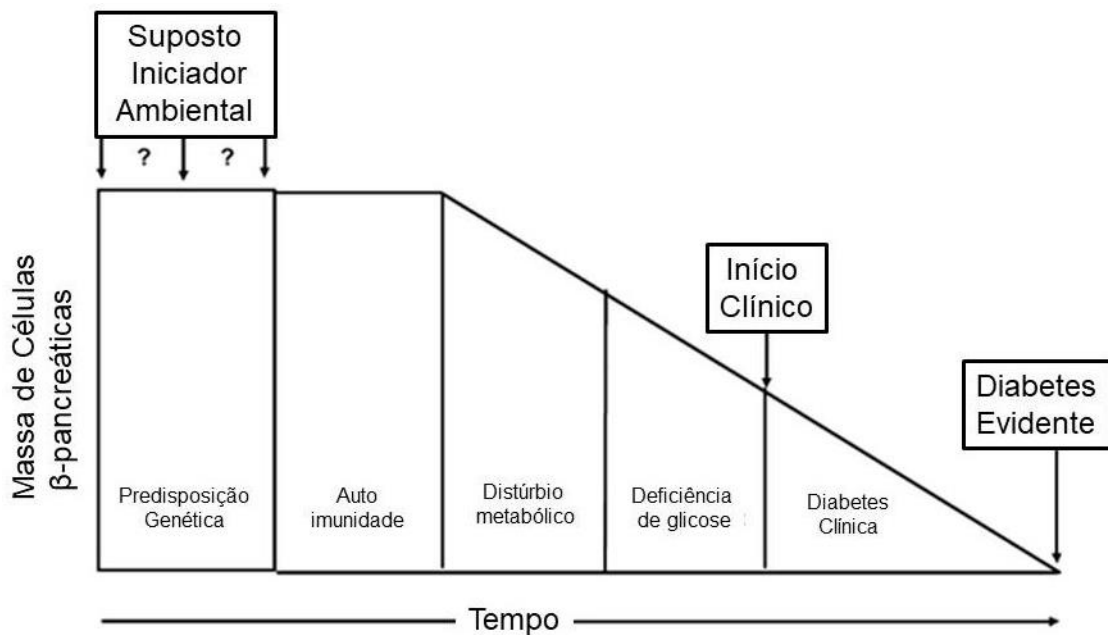 Suposto
Iniciador
Ambiental
?
?
Massa de Células
β-pancreáticas
Início
Clínico
Diabetes
Evidente
Predisposição
Genética
Auto
imunidade
Distúrbio
metabólico
Deficiência
de glicose
Diabetes
Clínica
Tempo